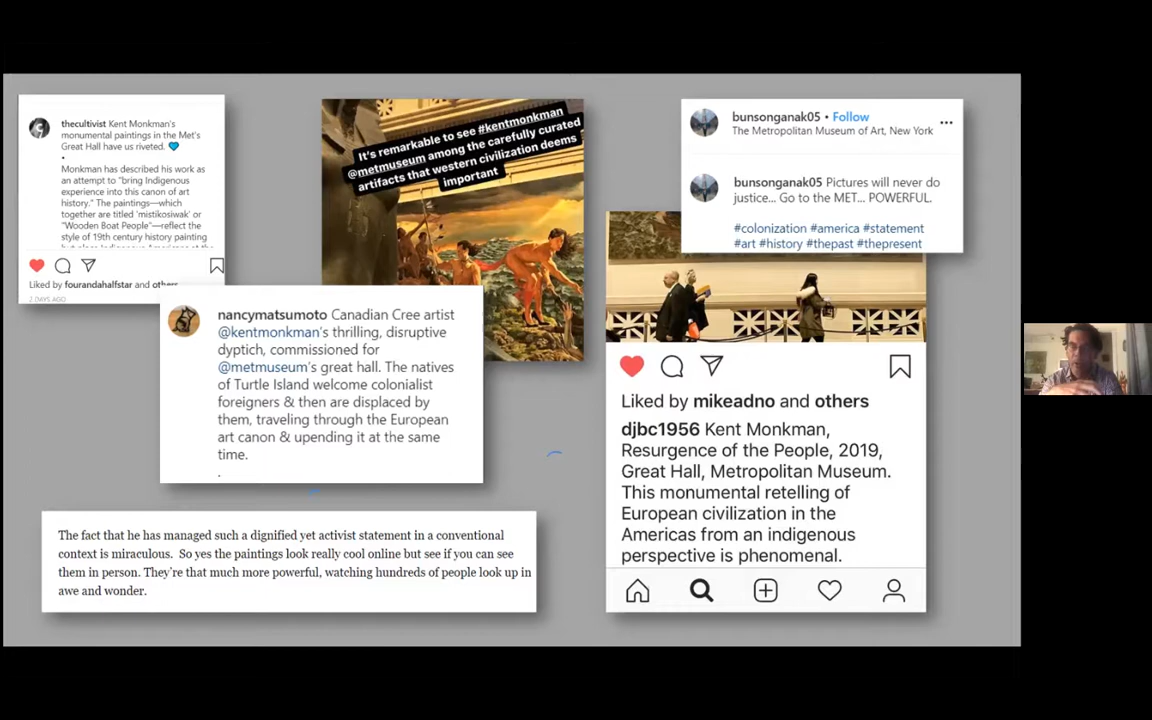 thecultivist Kent Monkman's
monumental paintings in the Met's
Great Hall have us riveted. 💙
•
Monkman has described his work as
an attempt to "bring Indigenous
experience into this canon of art
history." The paintings—which
together are titled 'mistikosiwak' or
"Wooden Boat People"—reflect the
style of 19th century history painting
Liked by fourandahalfstar and others
2 DAYS AGO
It's remarkable to see #kentmonkman
@metmuseum among the carefully curated
artifacts that western civilization deems
important
nancymatsumoto Canadian Cree artist
@kentmonkman's thrilling, disruptive
dyptich, commissioned for
@metmuseum's great hall. The natives
of Turtle Island welcome colonialist
foreigners & then are displaced by
them, traveling through the European
art canon & upending it at the same
time.
.
The fact that he has managed such a dignified yet activist statement in a conventional
context is miraculous. So yes the paintings look really cool online but see if you can see
them in person. They're that much more powerful, watching hundreds of people look up in
awe and wonder.
bunsonganak05 • Follow
The Metropolitan Museum of Art, New York
bunsonganak05 Pictures will never do
justice... Go to the MET... POWERFUL.
#colonization #america #statement
#art #history #thepast #thepresent
Liked by mikeadno and others
djbc1956 Kent Monkman,
Resurgence of the People, 2019,
Great Hall, Metropolitan Museum.
This monumental retelling of
European civilization in the
Americas from an indigenous
perspective is phenomenal.